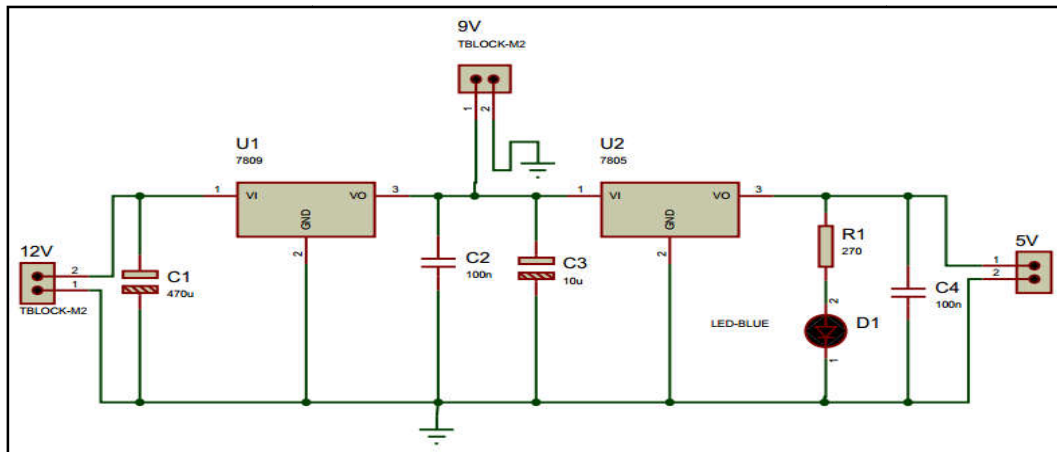 9V
TBLOCK-M2
1
2
U1
7809
1
VI
VO
3
GND
2
U2
7805
1
VI
VO
3
GND
2
12V
2
1
TBLOCK-M2
C1
470u
C2
100n
C3
10u
R1
270
2
LED-BLUE
D1
1
C4
100n
5V
1
2